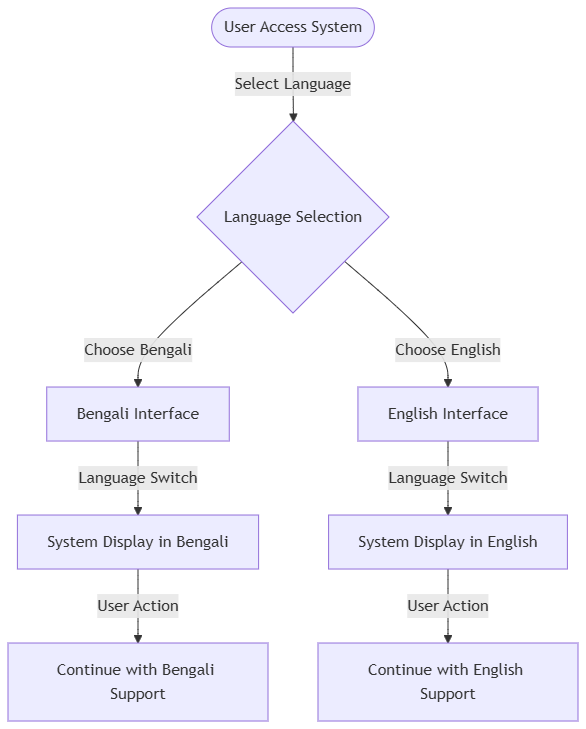 User Access System
Select Language
Language Selection
Choose Bengali
Choose English
Bengali Interface
English Interface
Language Switch
Language Switch
System Display in Bengali
System Display in English
User Action
User Action
Continue with Bengali
Support
Continue with English
Support